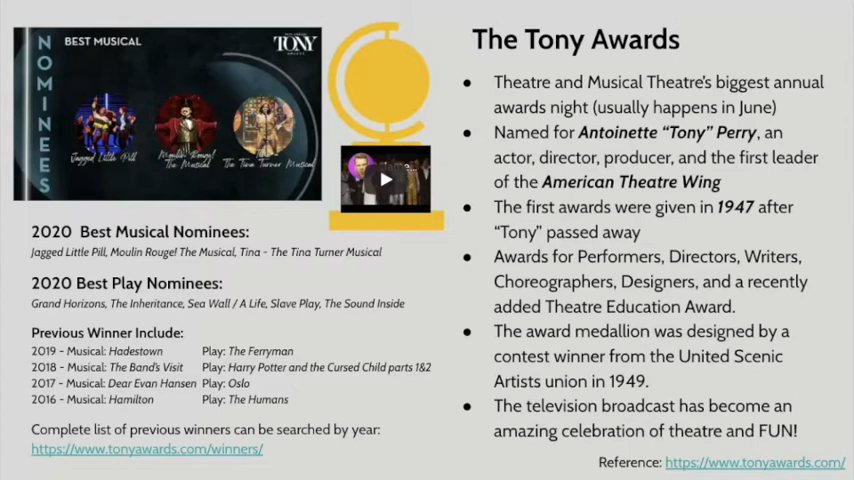 NOMINEES
BEST MUSICAL
TONY
Jagged Little Pill
Moulin Rouge!
The Musical
The Tina Turner Musical
2020 Best Musical Nominees:
Jagged Little Pill, Moulin Rouge! The Musical, Tina - The Tina Turner Musical
2020 Best Play Nominees:
Grand Horizons, The Inheritance, Sea Wall / A Life, Slave Play, The Sound Inside
Previous Winner Include:
2019 - Musical: Hadestown Play: The Ferryman
2018 - Musical: The Band's Visit Play: Harry Potter and the Cursed Child parts 1&2
2017 - Musical: Dear Evan Hansen Play: Oslo
2016 - Musical: Hamilton Play: The Humans
Complete list of previous winners can be searched by year:
https://www.tonyawards.com/winners/
The Tony Awards
● Theatre and Musical Theatre's biggest annual
awards night (usually happens in June)
● Named for Antoinette “Tony” Perry, an
actor, director, producer, and the first leader
of the American Theatre Wing
● The first awards were given in 1947 after
“Tony” passed away
● Awards for Performers, Directors, Writers,
Choreographers, Designers, and a recently
added Theatre Education Award.
● The award medallion was designed by a
contest winner from the United Scenic
Artists union in 1949.
● The television broadcast has become an
amazing celebration of theatre and FUN!
Reference: https://www.tonyawards.com/